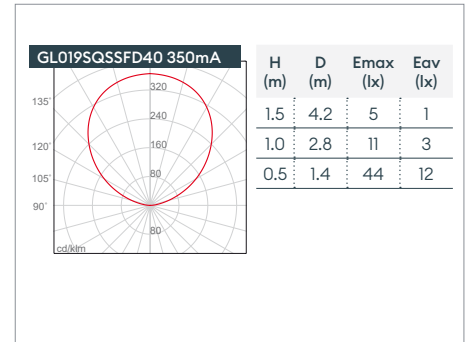 GL019SQSSFD40 350mA
135°
120°
105°
90°
320
240
160
80
80
cd/klm
H D Emax Eav
(m) (m) (lx) (lx)
1.5 4.2 5 1
1.0 2.8 11 3
0.5 1.4 44 12